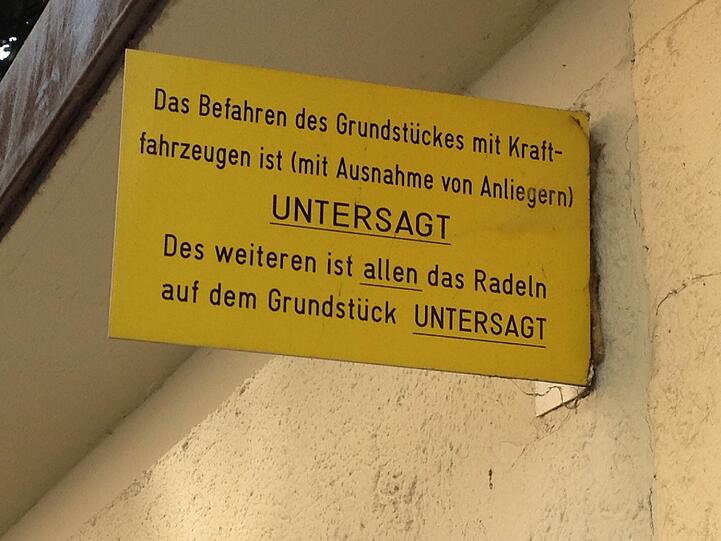 Das Befahren des Grundstückes mit Kraft-
fahrzeugen ist (mit Ausnahme von Anliegern)
UNTERSAGT
Des weiteren ist allen das Radeln
auf dem Grundstück UNTERSAGT